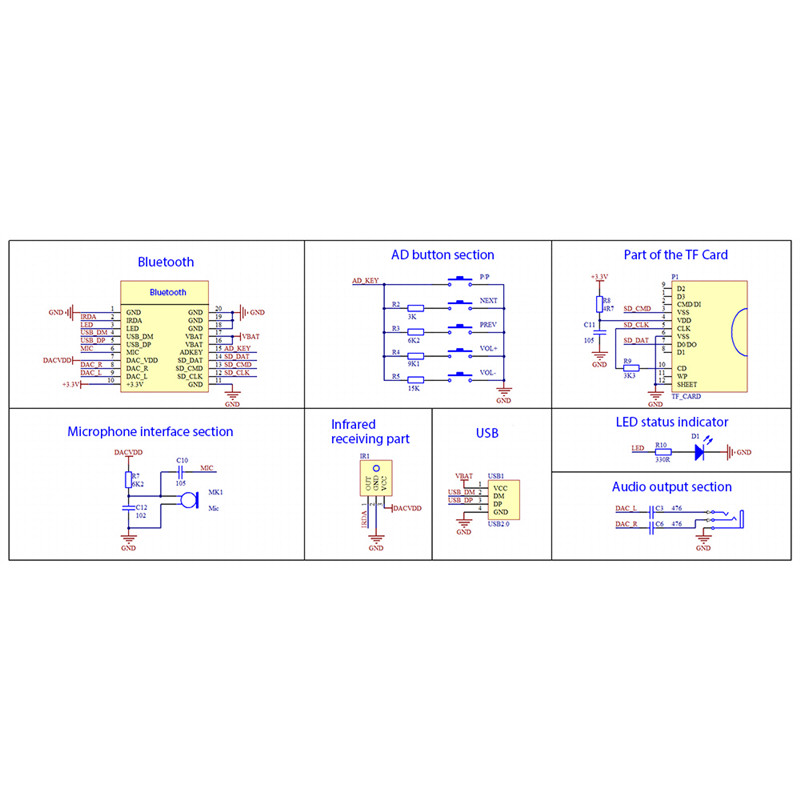 Bluetooth
Bluetooth
GND 1 GND GND 20 GND
IRDA 2 IRDA GND 19
LED 3 LED GND 18
USB_DM 4 USB_DM VBAT 17 VBAT
USB_DP 5 USB_DP VBAT 16
MIC 6 MIC ADKEY 15 AD_KEY
DACVDD 7 DAC_VDD SD_DAT 14 SD_DAT
DAC_R 8 DAC_R SD_CMD 13 SD_CMD
DAC_L 9 DAC_L SD_CLK 12 SD_CLK
+3.3V 10 +3.3V GND 11
GND
AD button section
AD_KEY P/P
R2 NEXT
3K
R3 PREV
6K2
R4 VOL+
9K1
R5 VOL-
15K
GND
Part of the TF Card
+3.3V P1
R8
4R7
C11
105
GND
9 D2
1 D3
2 CMD/DI
SD_CMD 3 VSS
4 VDD
SD_CLK 5 CLK
6 VSS
SD_DAT 7 D0/DO
8 D1
R9 10 CD
3K3 11 WP
12 SHEET
GND TF_CARD
Microphone interface section
DACVDD
C10 MIC
R7 105
6K2
MK1
C12 Mic
102
GND
Infrared
receiving part
IR1
OUT GND VCC
1 2 3
IRDA DACVDD
GND
USB
VBAT USB1
1 VCC
USB_DM 2 DM
USB_DP 3 DP
4 GND
GND USB2.0
LED status indicator
D1
LED R10 GND
330R
Audio output section
DAC_L C3 476
DAC_R C6 476
GND